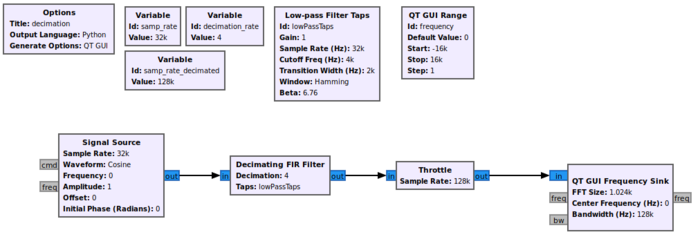 Options
Title: decimation
Output Language: Python
Generate Options: QT GUI
Variable
Id: samp_rate
Value: 32k
Variable
Id: decimation_rate
Value: 4
Variable
Id: samp_rate_decimated
Value: 128k
Low-pass Filter Taps
Id: lowPassTaps
Gain: 1
Sample Rate (Hz): 32k
Cutoff Freq (Hz): 4k
Transition Width (Hz): 2k
Window: Hamming
Beta: 6.76
QT GUI Range
Id: frequency
Default Value: 0
Start: -16k
Stop: 16k
Step: 1
cmd
freq
Signal Source
Sample Rate: 32k
Waveform: Cosine
Frequency: 0
Amplitude: 1
Offset: 0
Initial Phase (Radians): 0
out
in
Decimating FIR Filter
Decimation: 4
Taps: lowPassTaps
out
in
Throttle
Sample Rate: 128k
out
in
freq
bw
QT GUI Frequency Sink
FFT Size: 1.024k
Center Frequency (Hz): 0
Bandwidth (Hz): 128k
freq